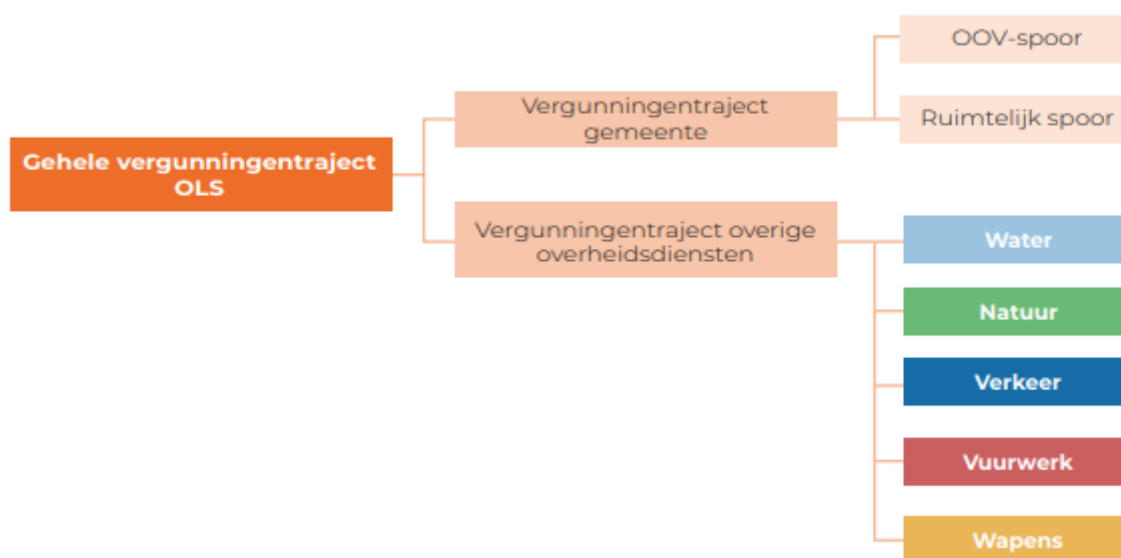 OOV-spoor
Vergunningentraject
gemeente
Ruimtelijk spoor
Gehele vergunningentraject
OLS
Vergunningentraject overige
overheidsdiensten
Water
Natuur
Verkeer
Vuurwerk
Wapens